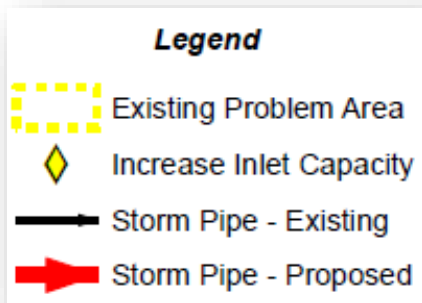 Legend
Existing Problem Area
Increase Inlet Capacity
Storm Pipe - Existing
Storm Pipe - Proposed